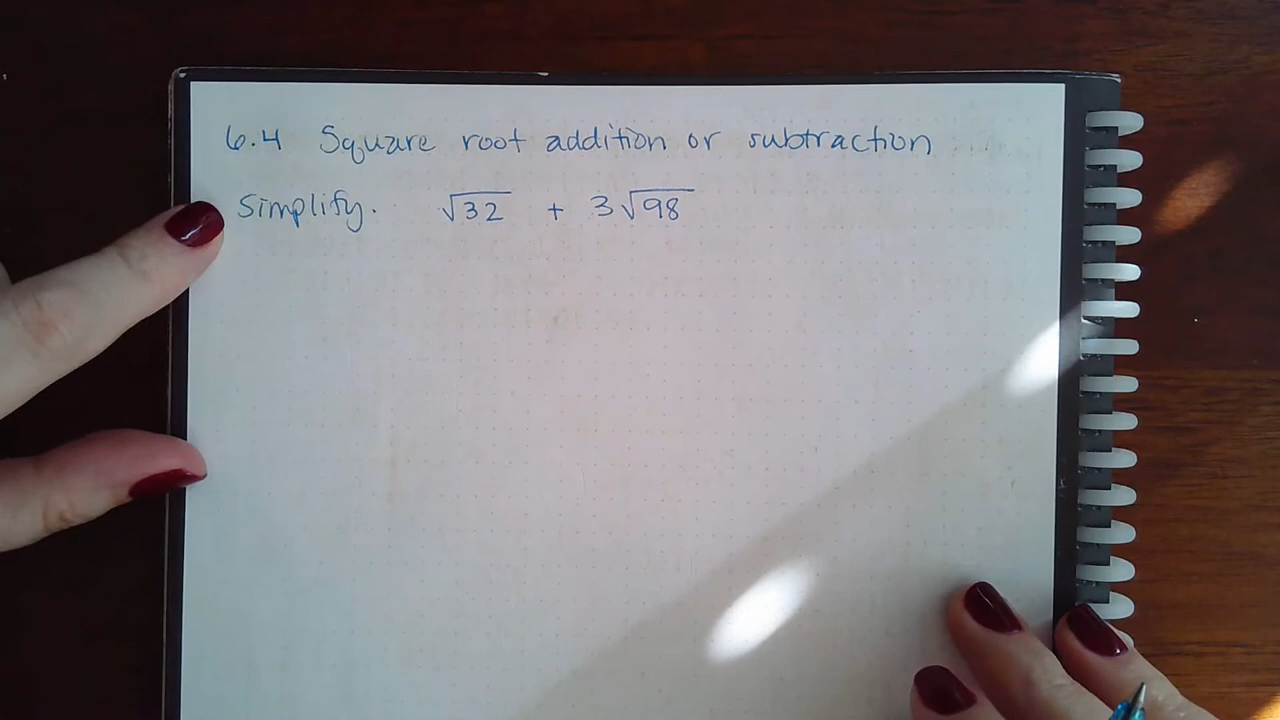 6.4 Square root addition or subtraction
Simplify. √32 + 3√98